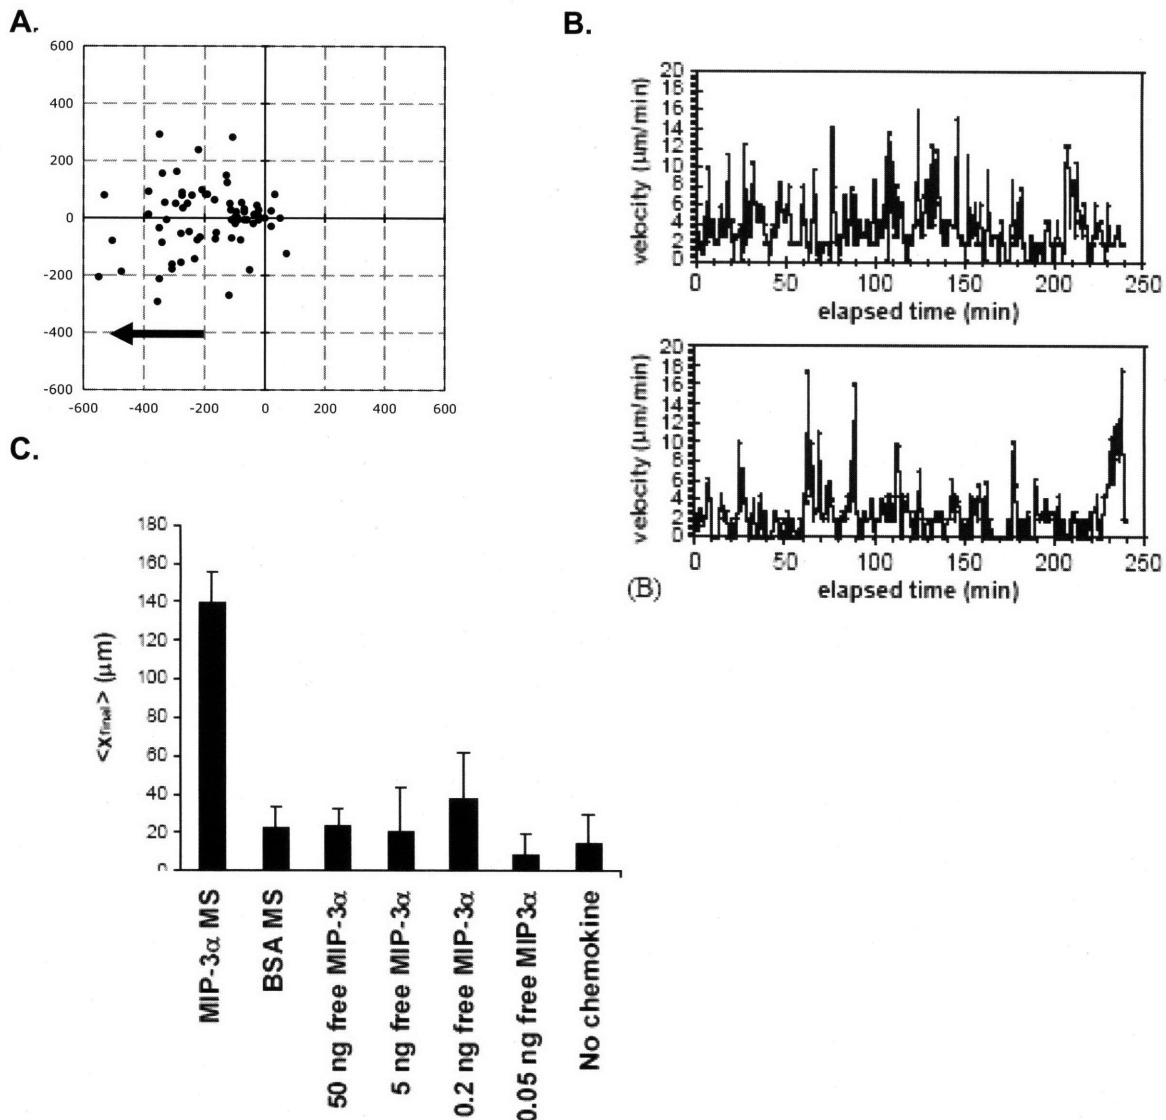 A.
600
400
200
0
-200
-400
-600
-600 -400 -200 0 200 400 600
B.
velocity (μm/min)
20
18
16
14
12
10
8
6
4
2
0
0 50 100 150 200 250
elapsed time (min)
velocity (μm/min)
20
18
16
14
12
10
8
6
4
2
0
0 50 100 150 200 250
(B)
elapsed time (min)
C.
<xfinal> (μm)
180
160
140
120
100
80
60
40
20
0
MIP-3α MS
BSA MS
50 ng free MIP-3α
5 ng free MIP-3α
0.2 ng free MIP-3α
0.05 ng free MIP3α
No chemokine